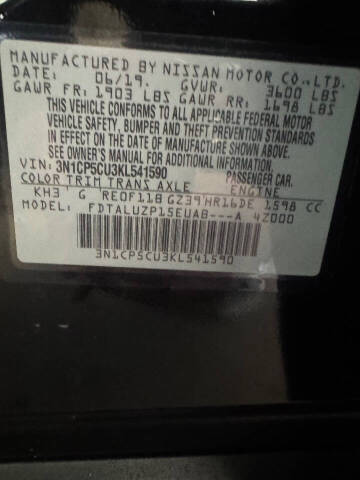 MANUFACTURED BY NISSAN MOTOR CO.,LTD.
DATE: 06/19. GVWR: 3600 LBS
GAWR FR: 1903 LBS GAWR RR: 1698 LBS
THIS VEHICLE CONFORMS TO ALL APPLICABLE FEDERAL MOTOR
VEHICLE SAFETY, BUMPER AND THEFT PREVENTION STANDARDS
IN EFFECT ON THE DATE OF MANUFACTURE SHOWN ABOVE.
SEE OWNER'S MANUAL FOR MORE INFORMATION.
VIN: 3N1CP5CU3KL541590 PASSENGER CAR.
COLOR TRIM TRANS AXLE ENGINE
KH3 G RE0F11B GZ39 HR16DE 1598 CC
MODEL: FDTALUZP15EUAB---A 4Z000
3N1CP5CU3KL541590